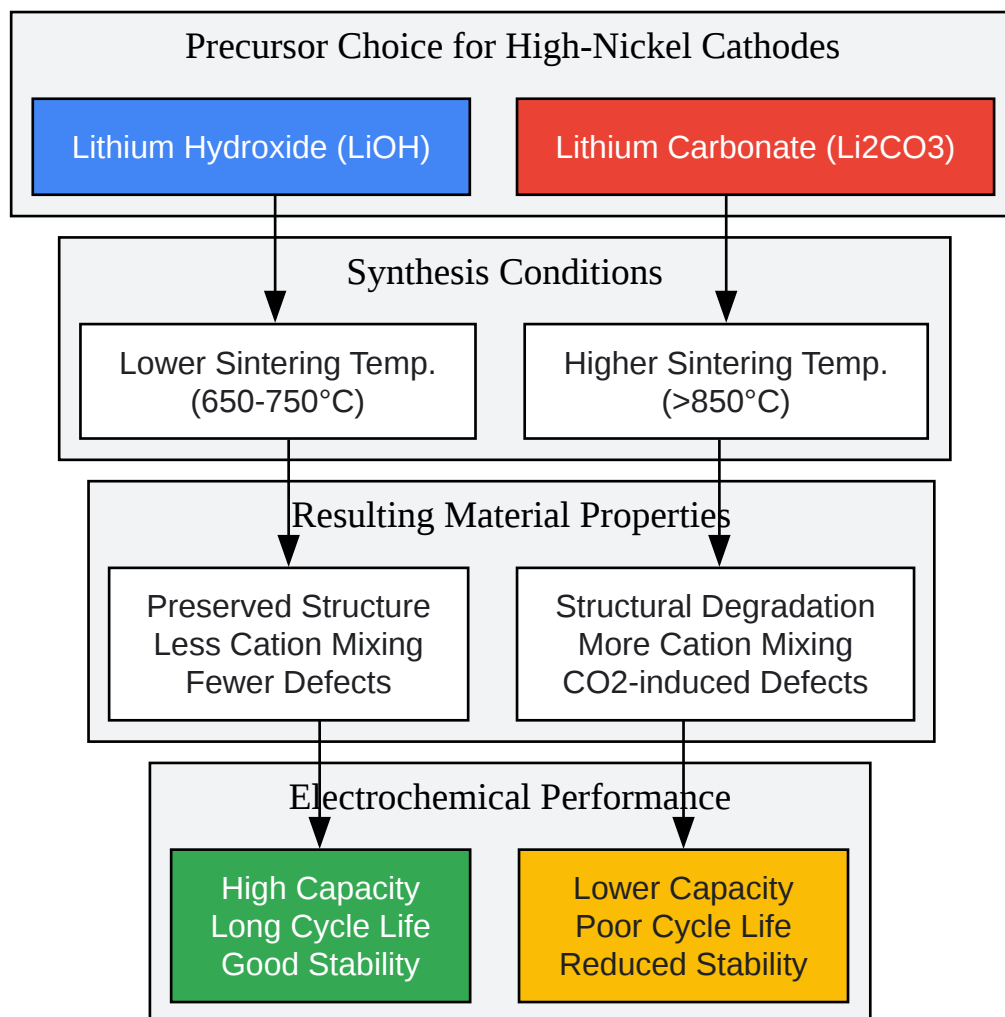 Precursor Choice for High-Nickel Cathodes
Lithium Hydroxide (LiOH)
Lithium Carbonate (Li2CO3)
Synthesis Conditions
Lower Sintering Temp.
(650-750°C)
Higher Sintering Temp.
(>850°C)
Resulting Material Properties
Preserved Structure
Less Cation Mixing
Fewer Defects
Structural Degradation
More Cation Mixing
CO2-induced Defects
Electrochemical Performance
High Capacity
Long Cycle Life
Good Stability
Lower Capacity
Poor Cycle Life
Reduced Stability